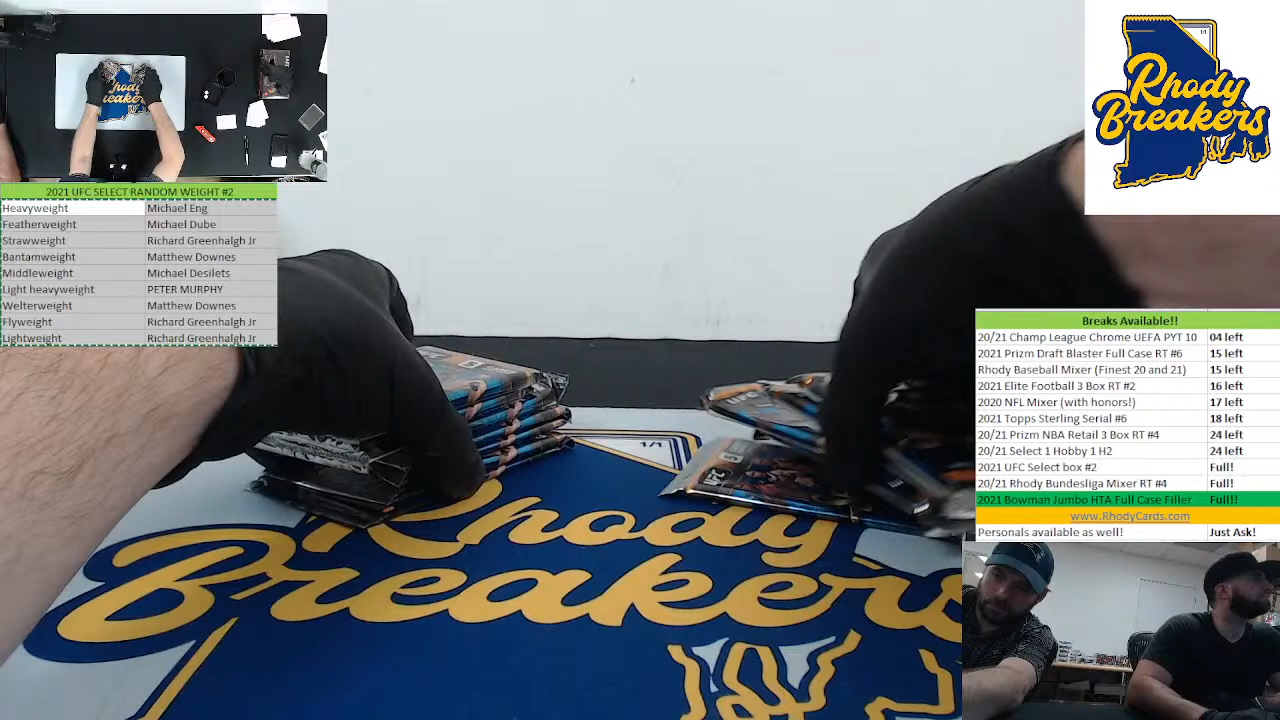 1/1
Rhody
Breakers
2021 UFC SELECT RANDOM WEIGHT #2
Heavyweight Michael Eng
Featherweight Michael Dube
Strawweight Richard Greenhalgh Jr
Bantamweight Matthew Downes
Middleweight Michael Desilets
Light heavyweight PETER MURPHY
Welterweight Matthew Downes
Flyweight Richard Greenhalgh Jr
Lightweight Richard Greenhalgh Jr
Breaks Available!!
20/21 Champ League Chrome UEFA PYT 10 04 left
2021 Prizm Draft Blaster Full Case RT #6 15 left
Rhody Baseball Mixer (Finest 20 and 21) 15 left
2021 Elite Football 3 Box RT #2 16 left
2020 NFL Mixer (with honors!) 17 left
2021 Topps Sterling Serial #6 18 left
20/21 Prizm NBA Retail 3 Box RT #4 24 left
20/21 Select 1 Hobby 1 H2 24 left
2021 UFC Select box #2 Full!
20/21 Rhody Bundesliga Mixer RT #4 Full!
2021 Bowman Jumbo HTA Full Case Filler Full!!
www.RhodyCards.com
Personals available as well! Just Ask!
1/1
UFC
Rhody
Breakers